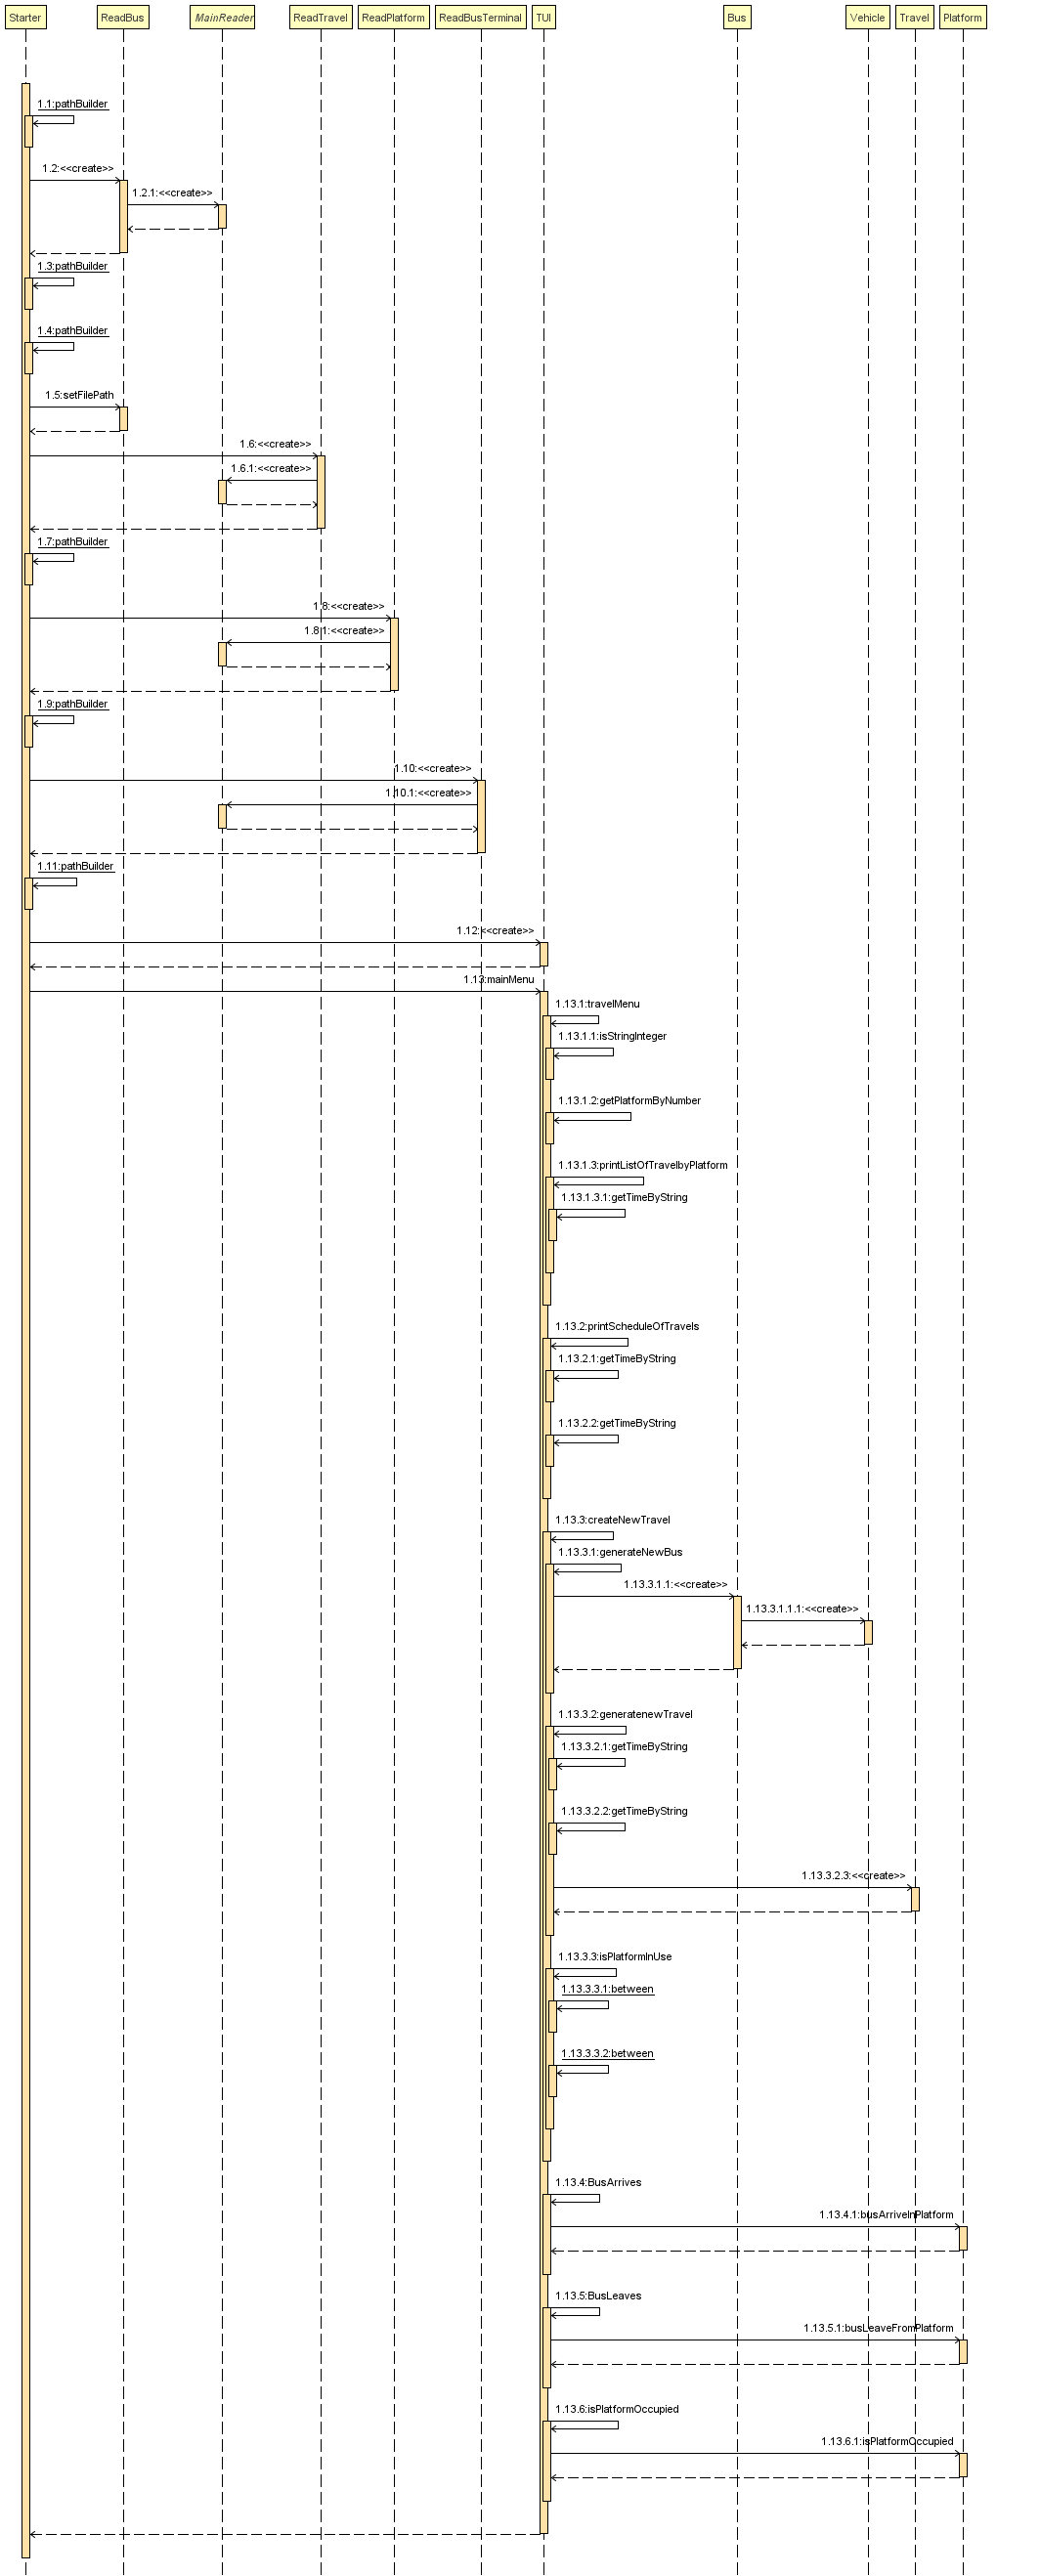 Starter ReadBus MainReader ReadTravel ReadPlatform ReadBusTerminal TUI Bus Vehicle Travel Platform
1.1:pathBuilder
1.2:<<create>>
1.2.1:<<create>>
1.3:pathBuilder
1.4:pathBuilder
1.5:setFilePath
1.6:<<create>>
1.6.1:<<create>>
1.7:pathBuilder
1.8:<<create>>
1.8.1:<<create>>
1.9:pathBuilder
1.10:<<create>>
1.10.1:<<create>>
1.11:pathBuilder
1.12:<<create>>
1.13:mainMenu
1.13.1:travelMenu
1.13.1.1:isStringInteger
1.13.1.2:getPlatformByNumber
1.13.1.3:printListOfTravelbyPlatform
1.13.1.3.1:getTimeByString
1.13.2:printScheduleOfTravels
1.13.2.1:getTimeByString
1.13.2.2:getTimeByString
1.13.3:createNewTravel
1.13.3.1:generateNewBus
1.13.3.1.1:<<create>>
1.13.3.1.1.1:<<create>>
1.13.3.2:generatenewTravel
1.13.3.2.1:getTimeByString
1.13.3.2.2:getTimeByString
1.13.3.2.3:<<create>>
1.13.3.3:isPlatformInUse
1.13.3.3.1:between
1.13.3.3.2:between
1.13.4:BusArrives
1.13.4.1:busArriveInPlatform
1.13.5:BusLeaves
1.13.5.1:busLeaveFromPlatform
1.13.6:isPlatformOccupied
1.13.6.1:isPlatformOccupied